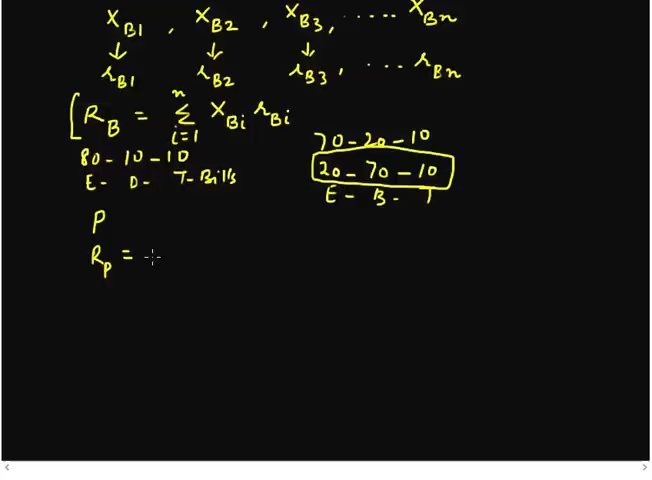 X_B1 , X_B2 , X_B3 , ..... X_Bn
↓ ↓ ↓
r_B1 r_B2 r_B3 , ... r_Bn
[ R_B = n Σ i=1 X_Bi r_Bi
80 - 10 - 10
E - D - T-Bills
70 - 20 - 10
20 - 70 - 10
E - B - T
P
R_p =